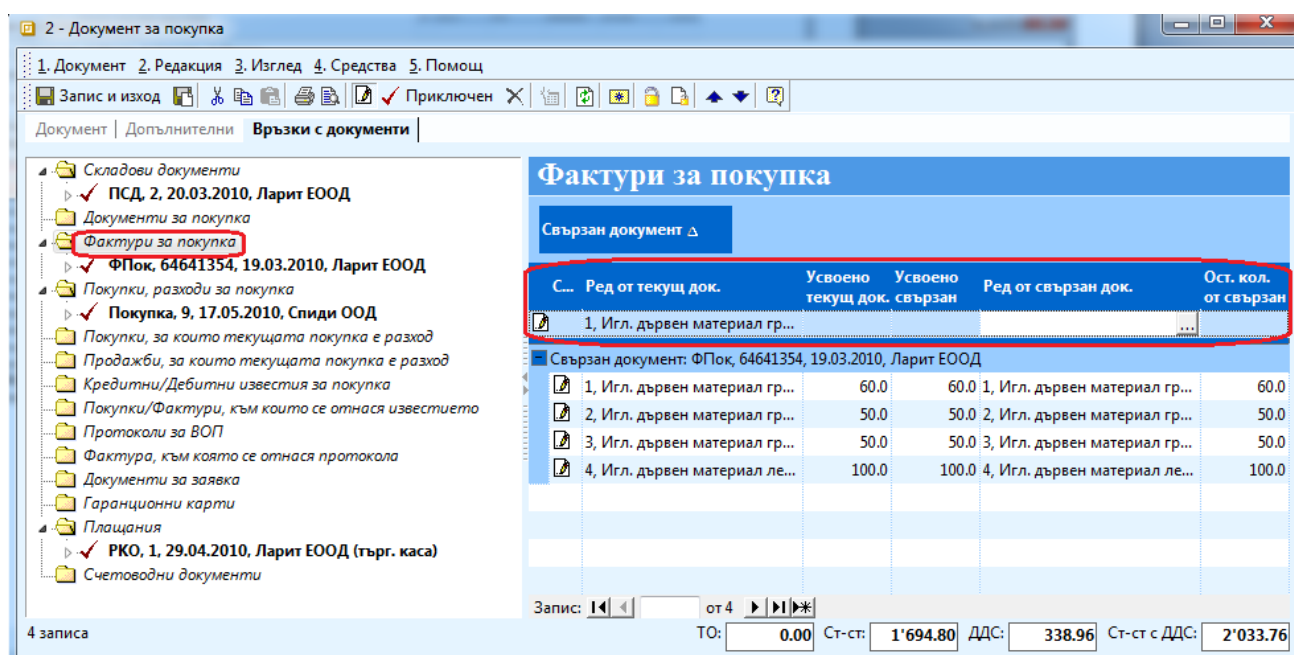 2 - Документ за покупка
1. Документ 2. Редакция 3. Изглед 4. Средства 5. Помощ
Запис и изход Приключен
Документ Допълнителни Връзки с документи
Складови документи
ПСД, 2, 20.03.2010, Ларит ЕООД
Документи за покупка
Фактури за покупка
ФПок, 64641354, 19.03.2010, Ларит ЕООД
Покупки, разходи за покупка
Покупка, 9, 17.05.2010, Спиди ООД
Покупки, за които текущата покупка е разход
Продажби, за които текущата покупка е разход
Кредитни/Дебитни известия за покупка
Покупки/Фактури, към които се отнася известието
Протоколи за ВОП
Фактура, към която се отнася протокола
Документи за заявка
Гаранционни карти
Плащания
РКО, 1, 29.04.2010, Ларит ЕООД (търг. каса)
Счетоводни документи
Фактури за покупка
Свързан документ
С... Ред от текущ док. Усвоено текущ док. Усвоено свързан Ред от свързан док. Ост. кол. от свързан
1, Игл. дървен материал гр... ...
Свързан документ: ФПок, 64641354, 19.03.2010, Ларит ЕООД
1, Игл. дървен материал гр... 60.0 60.0 1, Игл. дървен материал гр... 60.0
2, Игл. дървен материал гр... 50.0 50.0 2, Игл. дървен материал гр... 50.0
3, Игл. дървен материал гр... 50.0 50.0 3, Игл. дървен материал гр... 50.0
4, Игл. дървен материал ле... 100.0 100.0 4, Игл. дървен материал ле... 100.0
Запис: от 4
4 записа ТО: 0.00 Ст-ст: 1'694.80 ДДС: 338.96 Ст-ст с ДДС: 2'033.76